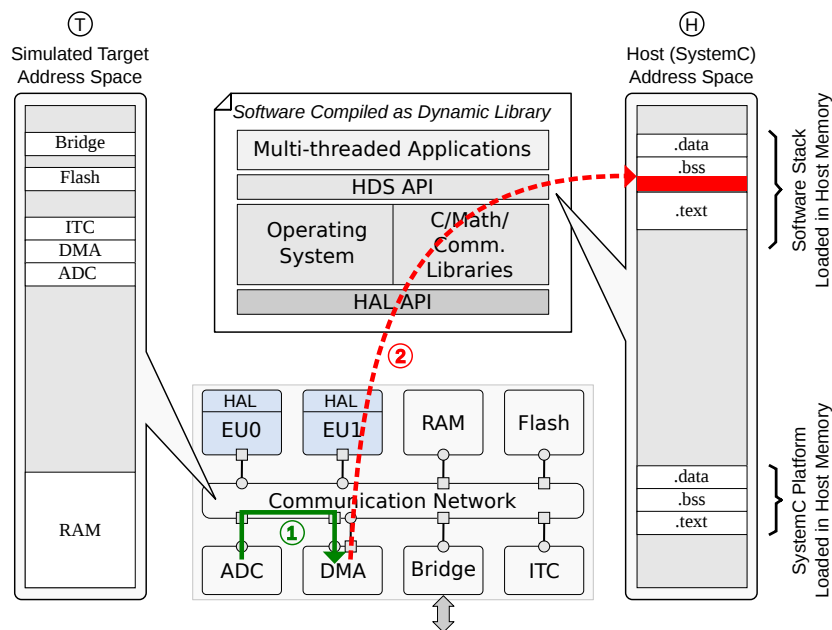 T
Simulated Target
Address Space
Bridge
Flash
ITC
DMA
ADC
RAM
Software Compiled as Dynamic Library
Multi-threaded Applications
HDS API
Operating
System
C/Math/
Comm.
Libraries
HAL API
2
HAL
EU0
HAL
EU1
RAM
Flash
Communication Network
1
ADC
DMA
Bridge
ITC
H
Host (SystemC)
Address Space
.data
.bss
.text
.data
.bss
.text
Software Stack
Loaded in Host Memory
SystemC Platform
Loaded in Host Memory